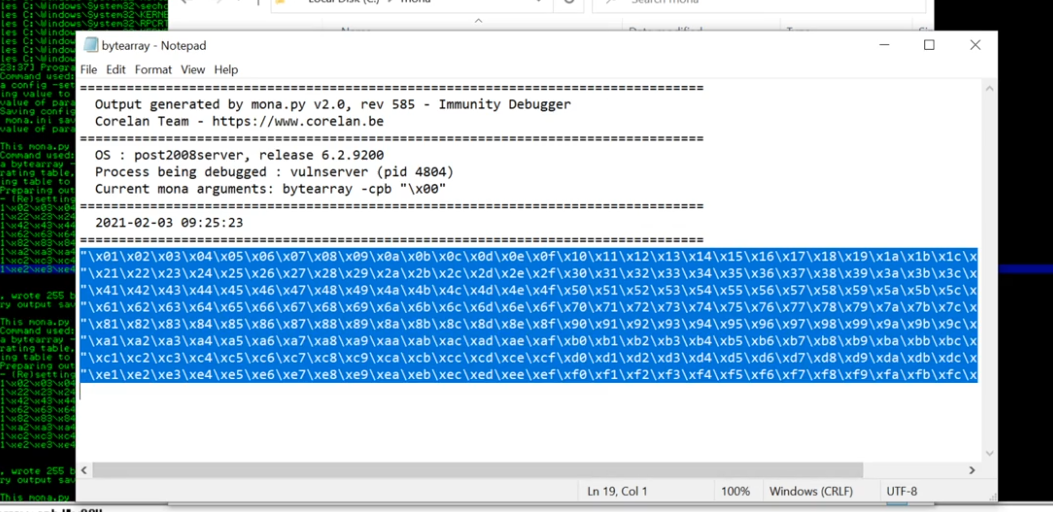 Local Disk (C:) › mona
Search mona
Name
Date modified
Type
bytearray - Notepad
File Edit Format View Help
================================================================================
Output generated by mona.py v2.0, rev 585 - Immunity Debugger
Corelan Team - https://www.corelan.be
================================================================================
OS : post2008server, release 6.2.9200
Process being debugged : vulnserver (pid 4804)
Current mona arguments: bytearray -cpb "\x00"
================================================================================
2021-02-03 09:25:23
================================================================================
"\x01\x02\x03\x04\x05\x06\x07\x08\x09\x0a\x0b\x0c\x0d\x0e\x0f\x10\x11\x12\x13\x14\x15\x16\x17\x18\x19\x1a\x1b\x1c\x
"\x21\x22\x23\x24\x25\x26\x27\x28\x29\x2a\x2b\x2c\x2d\x2e\x2f\x30\x31\x32\x33\x34\x35\x36\x37\x38\x39\x3a\x3b\x3c\x
"\x41\x42\x43\x44\x45\x46\x47\x48\x49\x4a\x4b\x4c\x4d\x4e\x4f\x50\x51\x52\x53\x54\x55\x56\x57\x58\x59\x5a\x5b\x5c\x
"\x61\x62\x63\x64\x65\x66\x67\x68\x69\x6a\x6b\x6c\x6d\x6e\x6f\x70\x71\x72\x73\x74\x75\x76\x77\x78\x79\x7a\x7b\x7c\x
"\x81\x82\x83\x84\x85\x86\x87\x88\x89\x8a\x8b\x8c\x8d\x8e\x8f\x90\x91\x92\x93\x94\x95\x96\x97\x98\x99\x9a\x9b\x9c\x
"\xa1\xa2\xa3\xa4\xa5\xa6\xa7\xa8\xa9\xaa\xab\xac\xad\xae\xaf\xb0\xb1\xb2\xb3\xb4\xb5\xb6\xb7\xb8\xb9\xba\xbb\xbc\x
"\xc1\xc2\xc3\xc4\xc5\xc6\xc7\xc8\xc9\xca\xcb\xcc\xcd\xce\xcf\xd0\xd1\xd2\xd3\xd4\xd5\xd6\xd7\xd8\xd9\xda\xdb\xdc\x
"\xe1\xe2\xe3\xe4\xe5\xe6\xe7\xe8\xe9\xea\xeb\xec\xed\xee\xef\xf0\xf1\xf2\xf3\xf4\xf5\xf6\xf7\xf8\xf9\xfa\xfb\xfc\x
Ln 19, Col 1 100% Windows (CRLF) UTF-8